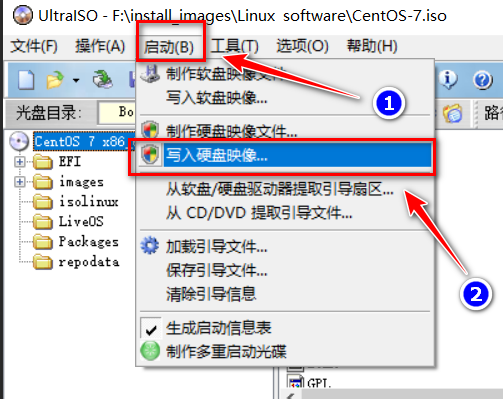 UltraISO - F:\install_images\Linux software\CentOS-7.iso
文件(F) 操作(A) 启动(B) 工具(T) 选项(O) 帮助(H)
制作软盘映像文件
写入软盘映像...
1
光盘目录: Bo 路
制作硬盘映像文件...
CentOS 7 x86
写入硬盘映像...
EFI
images
从软盘/硬盘驱动器提取引导扇区...
isolinux
从 CD/DVD 提取引导文件...
LiveOS
Packages
加载引导文件...
repodata
保存引导文件...
2
清除引导信息
生成启动信息表
制作多重启动光碟
GPL